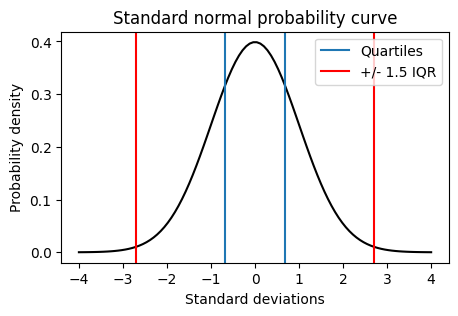 Standard normal probability curve
Quartiles
+/- 1.5 IQR
Probability density
0.4
0.3
0.2
0.1
0.0
−4 −3 −2 −1 0 1 2 3 4
Standard deviations